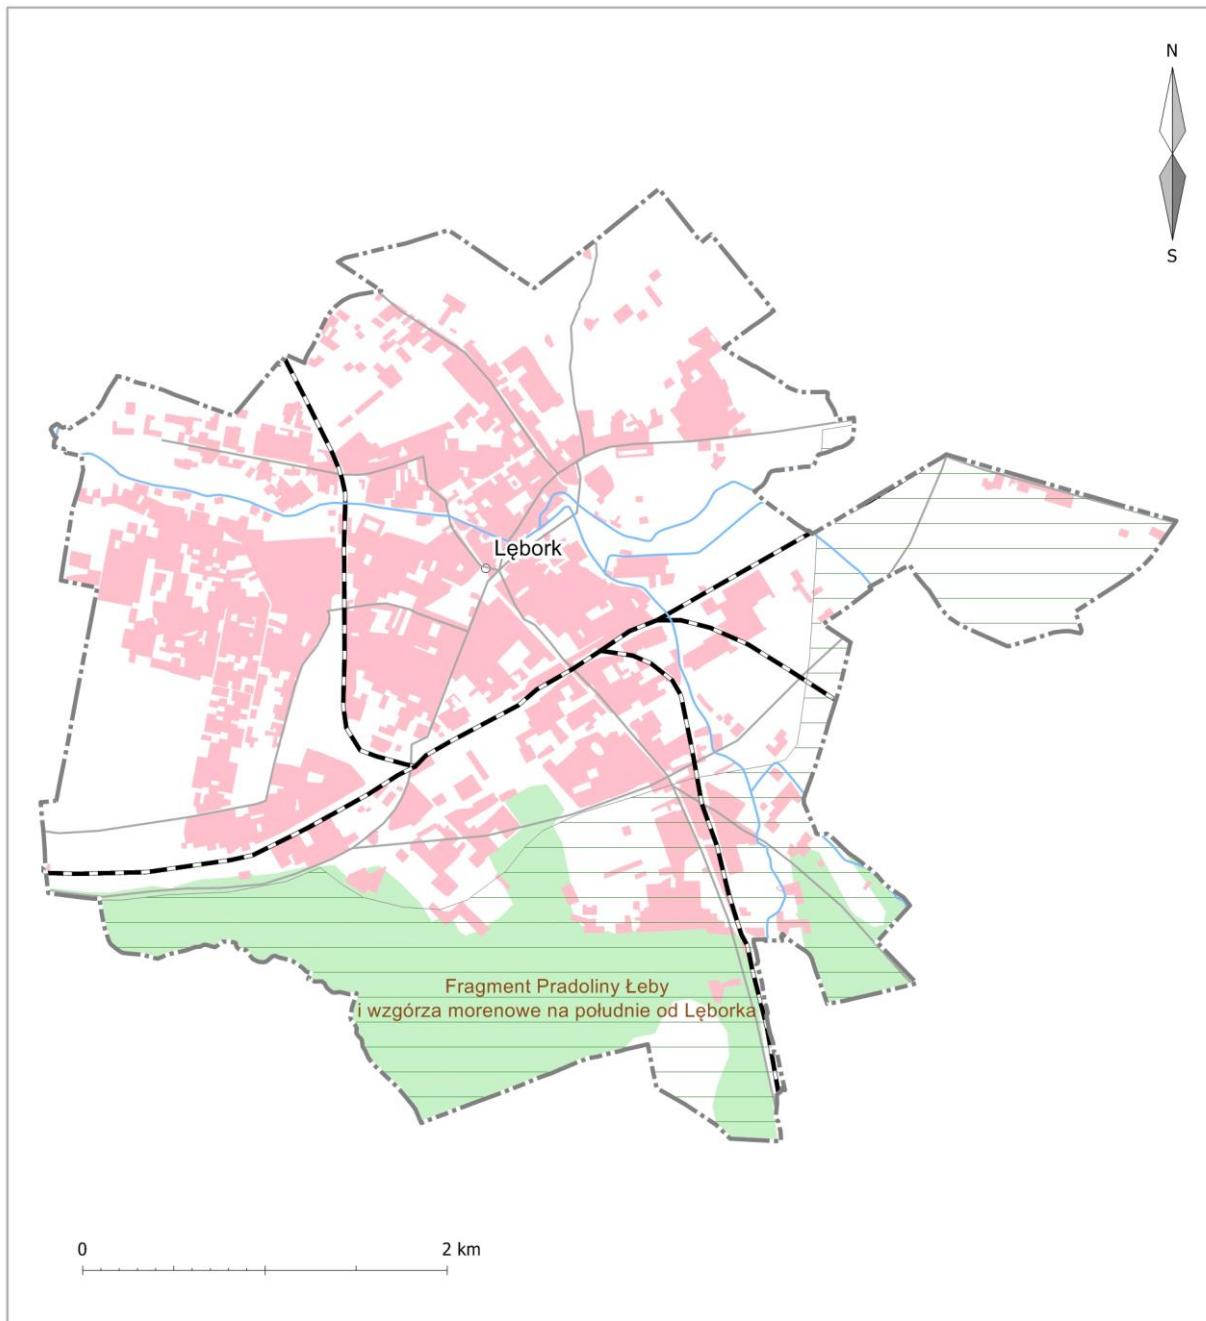 N
S
Lębork
Fragment Pradoliny Łeby
i wzgórza morenowe na południe od Lęborka
0 2 km